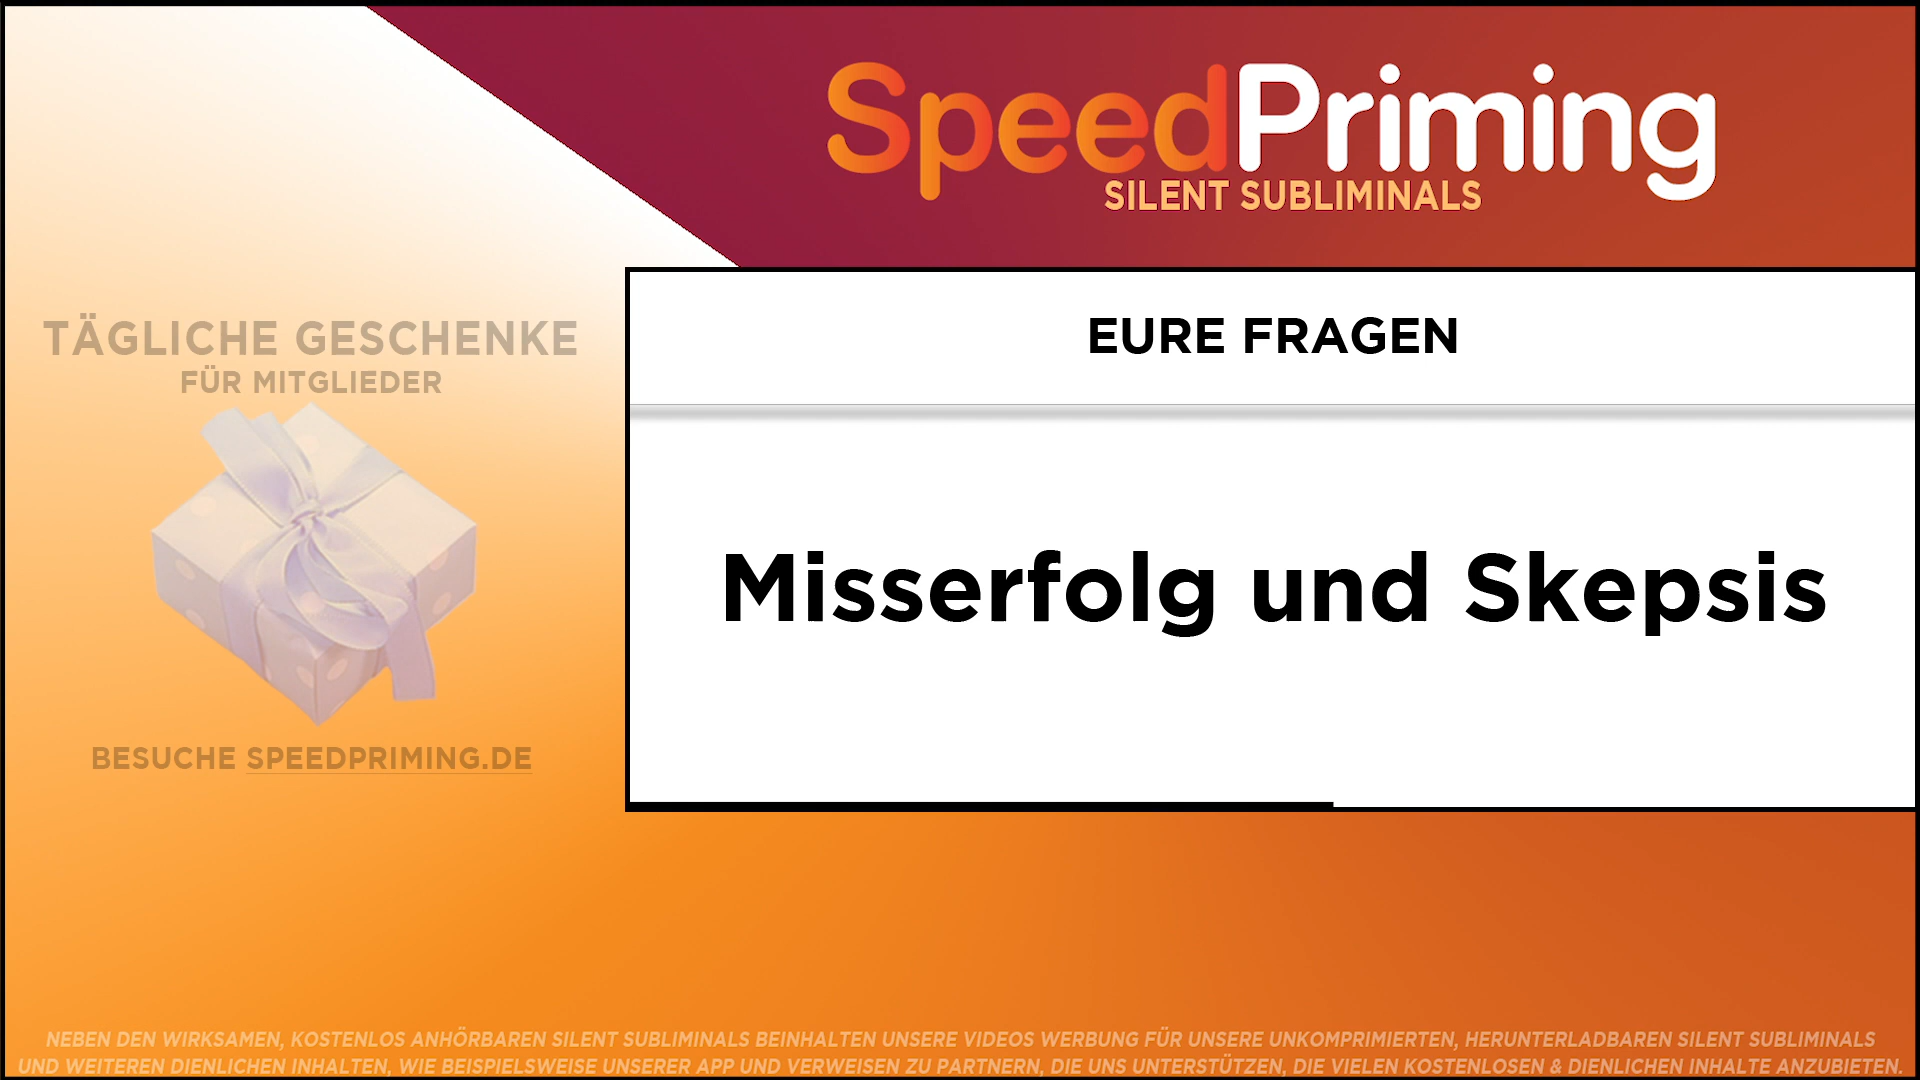 SpeedPriming
SILENT SUBLIMINALS
TÄGLICHE GESCHENKE
FÜR MITGLIEDER
BESUCHE SPEEDPRIMING.DE
EURE FRAGEN
Misserfolg und Skepsis
NEBEN DEN WIRKSAMEN, KOSTENLOS ANHÖRBAREN SILENT SUBLIMINALS BEINHALTEN UNSERE VIDEOS WERBUNG FÜR UNSERE UNKOMPRIMIERTEN, HERUNTERLADBAREN SILENT SUBLIMINALS
UND WEITEREN DIENLICHEN INHALTEN, WIE BEISPIELSWEISE UNSERER APP UND VERWEISEN ZU PARTNERN, DIE UNS UNTERSTÜTZEN, DIE VIELEN KOSTENLOSEN & DIENLICHEN INHALTE ANZUBIETEN.